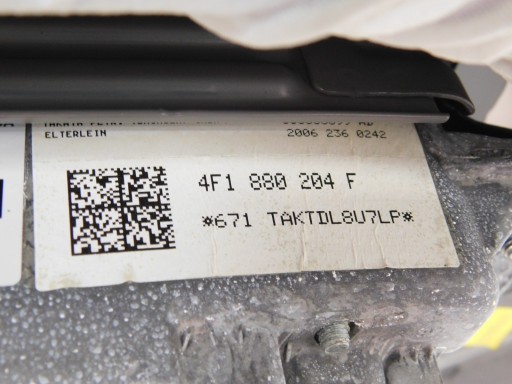 ELTERLEIN
2006 236 0242
4F1 880 204 F
*671 TAKTDL8U7LP*